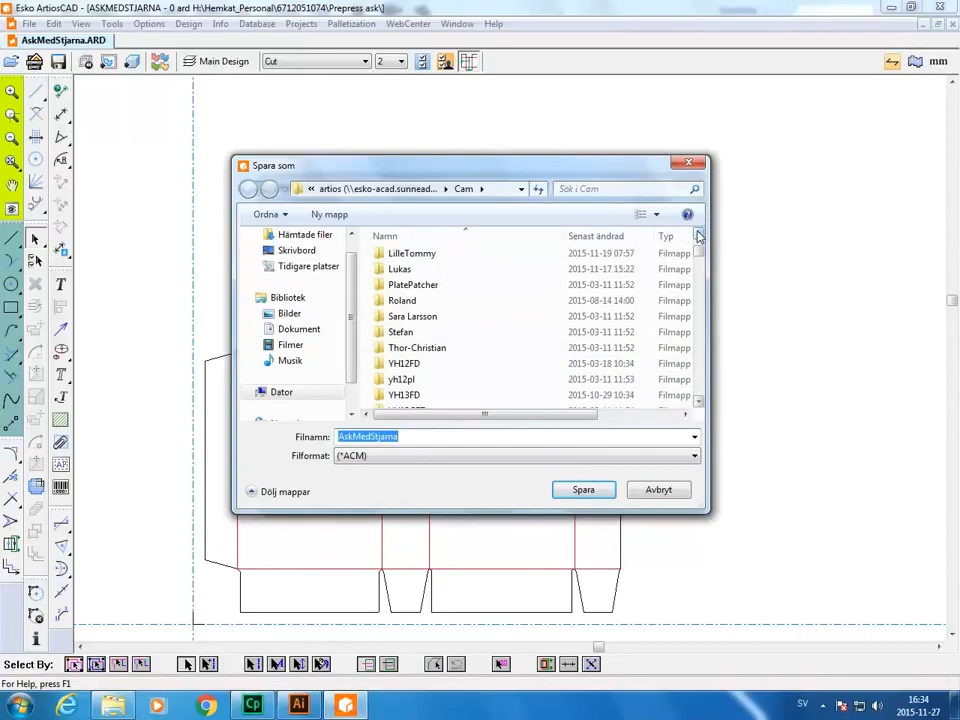 Esko ArtiosCAD - [ASKMEDSTJARNA - 0 ard H:\Hemkat_Personal\6712051074\Prepress ask\]
File Edit View Tools Options Design Info Database Projects Palletization WebCenter Window Help
AskMedStjarna.ARD
Main Design Cut 2 mm
Spara som
« artios (\\esko-acad.sunnead... Cam Sök i Cam
Ordna Ny mapp
Hämtade filer
Skrivbord
Tidigare platser
Bibliotek
Bilder
Dokument
Filmer
Musik
Dator
Namn Senast ändrad Typ
LilleTommy 2015-11-19 07:57 Filmapp
Lukas 2015-11-17 15:22 Filmapp
PlatePatcher 2015-03-11 11:52 Filmapp
Roland 2015-08-14 14:00 Filmapp
Sara Larsson 2015-03-11 11:52 Filmapp
Stefan 2015-03-11 11:52 Filmapp
Thor-Christian 2015-03-11 11:52 Filmapp
YH12FD 2015-03-18 10:34 Filmapp
yh12pl 2015-03-11 11:53 Filmapp
YH13FD 2015-10-29 10:34 Filmapp
Filnamn: AskMedStjarna
Filformat: (*ACM)
Dölj mappar Spara Avbryt
Select By:
For Help, press F1
Cp Ai SV 16:34
2015-11-27